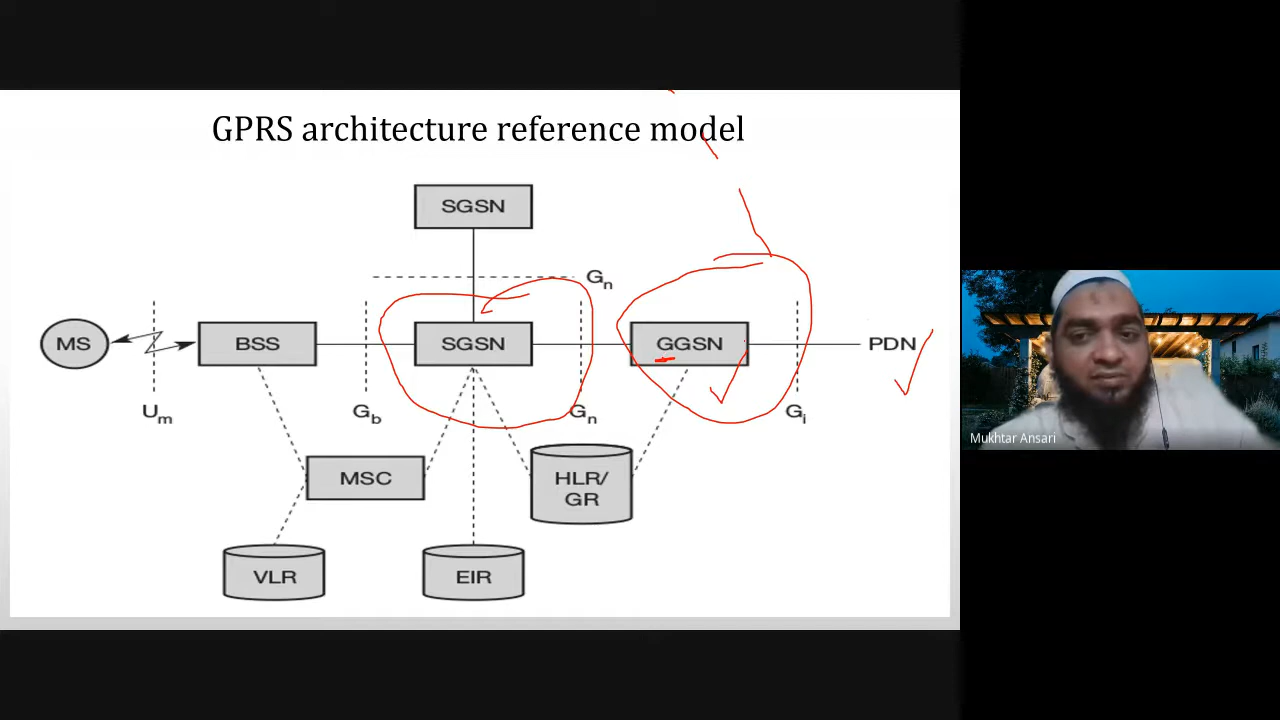 GPRS architecture reference model
SGSN
Gn
MS
BSS
SGSN
GGSN
PDN
Um
Gb
Gn
Gi
MSC
HLR/
GR
VLR
EIR
Mukhtar Ansari